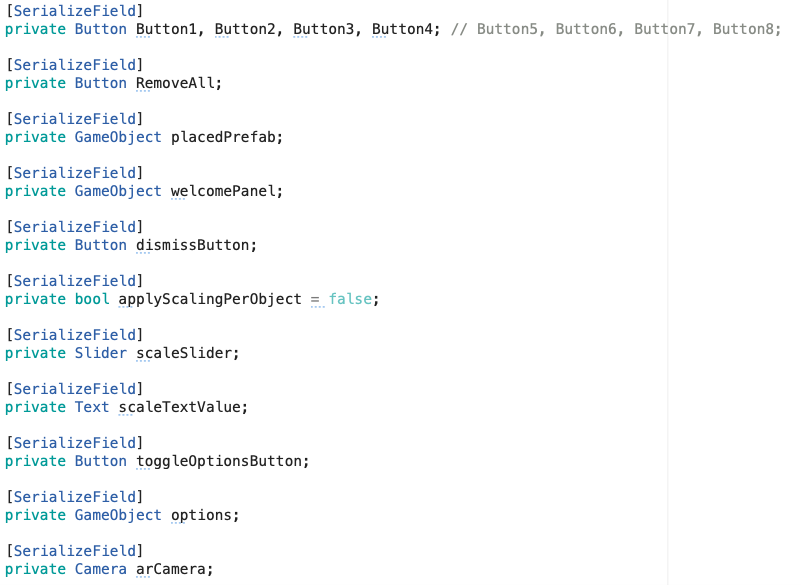 [SerializeField]
private Button Button1, Button2, Button3, Button4; // Button5, Button6, Button7, Button8;
[SerializeField]
private Button RemoveAll;
[SerializeField]
private GameObject placedPrefab;
[SerializeField]
private GameObject welcomePanel;
[SerializeField]
private Button dismissButton;
[SerializeField]
private bool applyScalingPerObject = false;
[SerializeField]
private Slider scaleSlider;
[SerializeField]
private Text scaleTextValue;
[SerializeField]
private Button toggleOptionsButton;
[SerializeField]
private GameObject options;
[SerializeField]
private Camera arCamera;